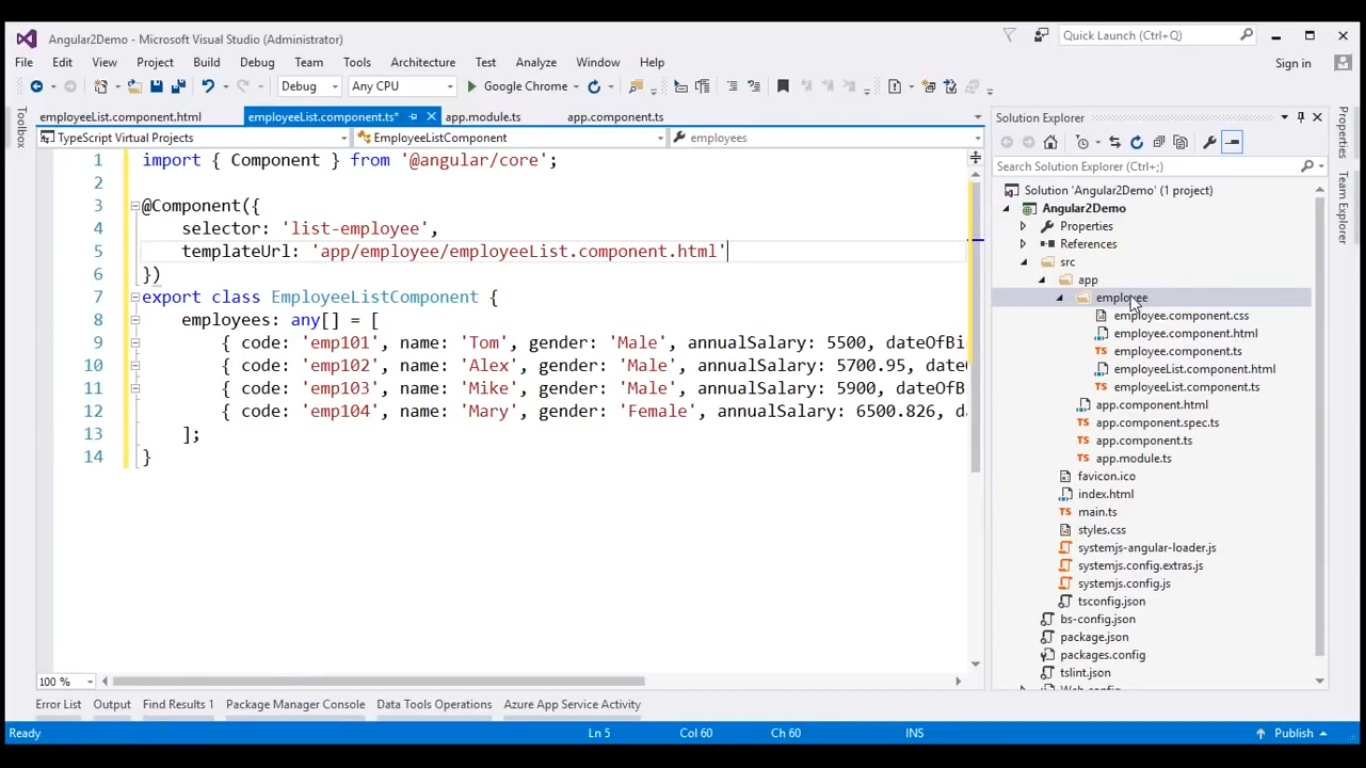 Angular2Demo - Microsoft Visual Studio (Administrator)
Quick Launch (Ctrl+Q)
File Edit View Project Build Debug Team Tools Architecture Test Analyze Window Help
Sign in
Debug Any CPU Google Chrome
Toolbox
employeeList.component.html employeeList.component.ts* app.module.ts app.component.ts
TypeScript Virtual Projects EmployeeListComponent employees
1 import { Component } from '@angular/core';
2
3 @Component({
4 selector: 'list-employee',
5 templateUrl: 'app/employee/employeeList.component.html'
6 })
7 export class EmployeeListComponent {
8 employees: any[] = [
9 { code: 'emp101', name: 'Tom', gender: 'Male', annualSalary: 5500, dateOfBi
10 { code: 'emp102', name: 'Alex', gender: 'Male', annualSalary: 5700.95, date
11 { code: 'emp103', name: 'Mike', gender: 'Male', annualSalary: 5900, dateOfB
12 { code: 'emp104', name: 'Mary', gender: 'Female', annualSalary: 6500.826, d
13 ];
14 }
100 %
Solution Explorer
Search Solution Explorer (Ctrl+;)
Solution 'Angular2Demo' (1 project)
Angular2Demo
Properties
References
src
app
employee
employee.component.css
employee.component.html
TS employee.component.ts
employeeList.component.html
TS employeeList.component.ts
app.component.html
TS app.component.spec.ts
TS app.component.ts
TS app.module.ts
favicon.ico
index.html
TS main.ts
styles.css
systemjs-angular-loader.js
systemjs.config.extras.js
systemjs.config.js
tsconfig.json
bs-config.json
package.json
packages.config
tslint.json
Properties
Team Explorer
Error List Output Find Results 1 Package Manager Console Data Tools Operations Azure App Service Activity
Ready Ln 5 Col 60 Ch 60 INS Publish